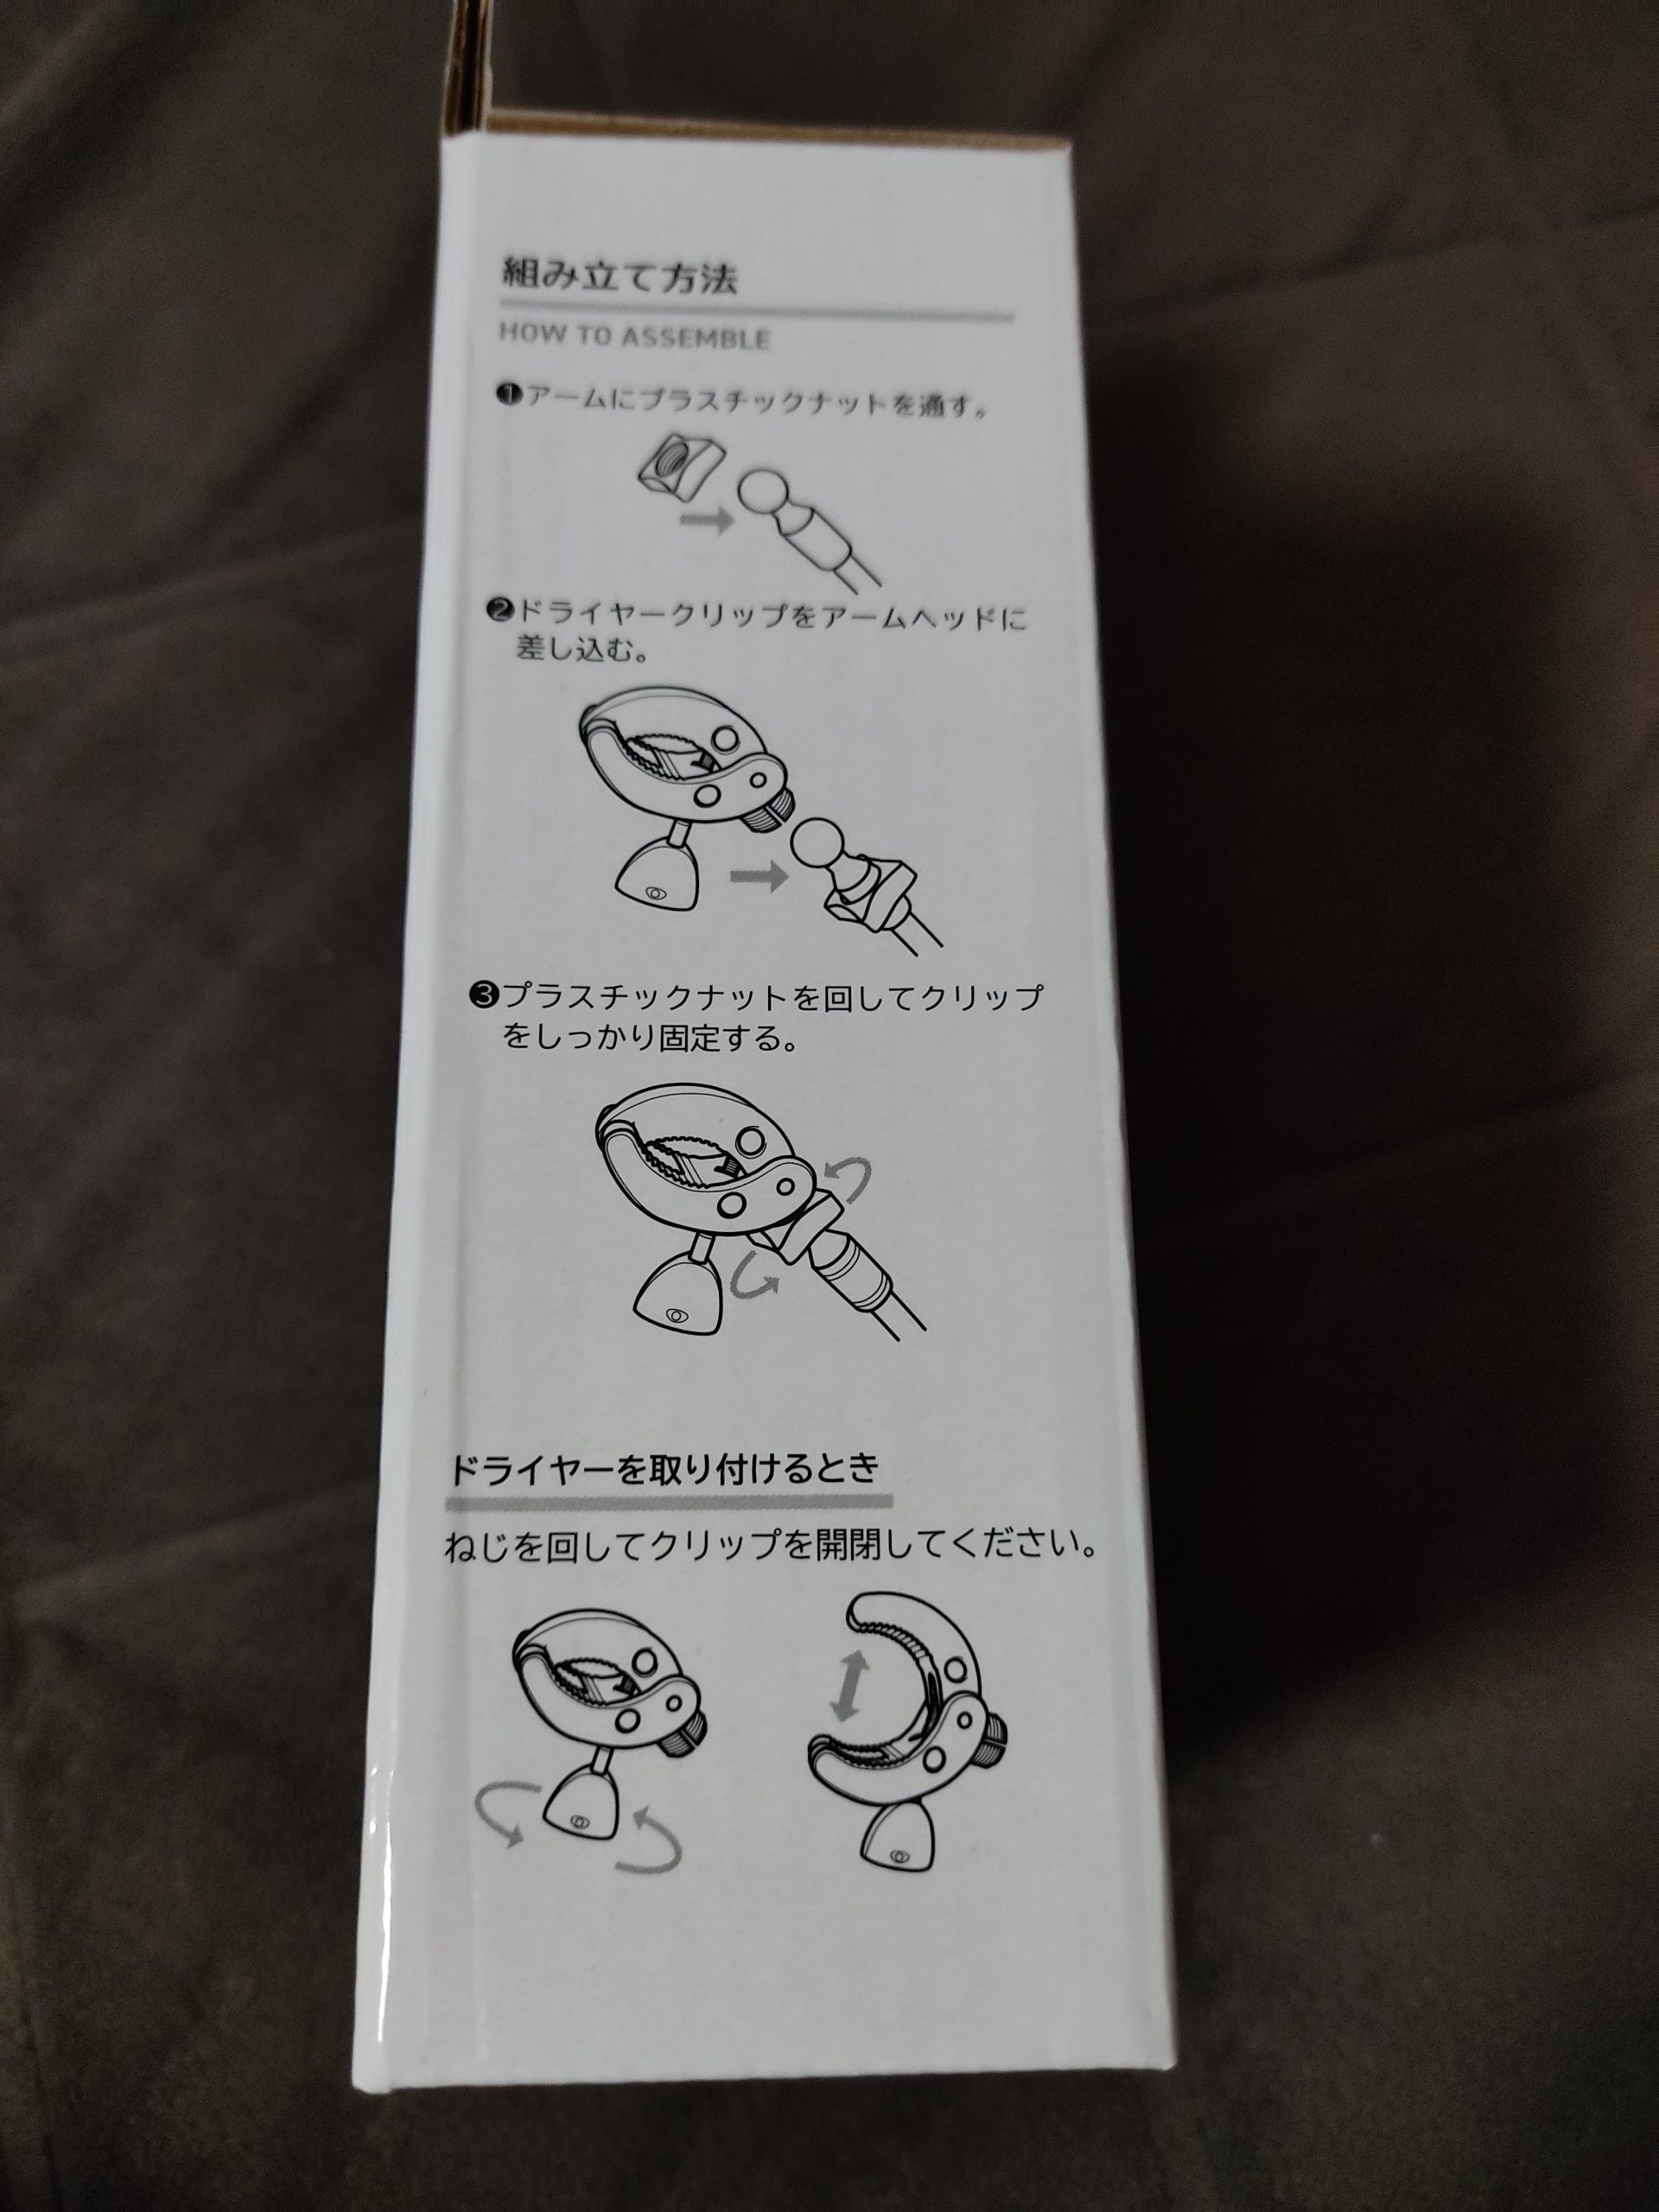 組み立て方法
HOW TO ASSEMBLE
❶アームにプラスチックナットを通す。
❷ドライヤークリップをアームヘッドに
差し込む。
❸プラスチックナットを回してクリップ
をしっかり固定する。
ドライヤーを取り付けるとき
ねじを回してクリップを開閉してください。